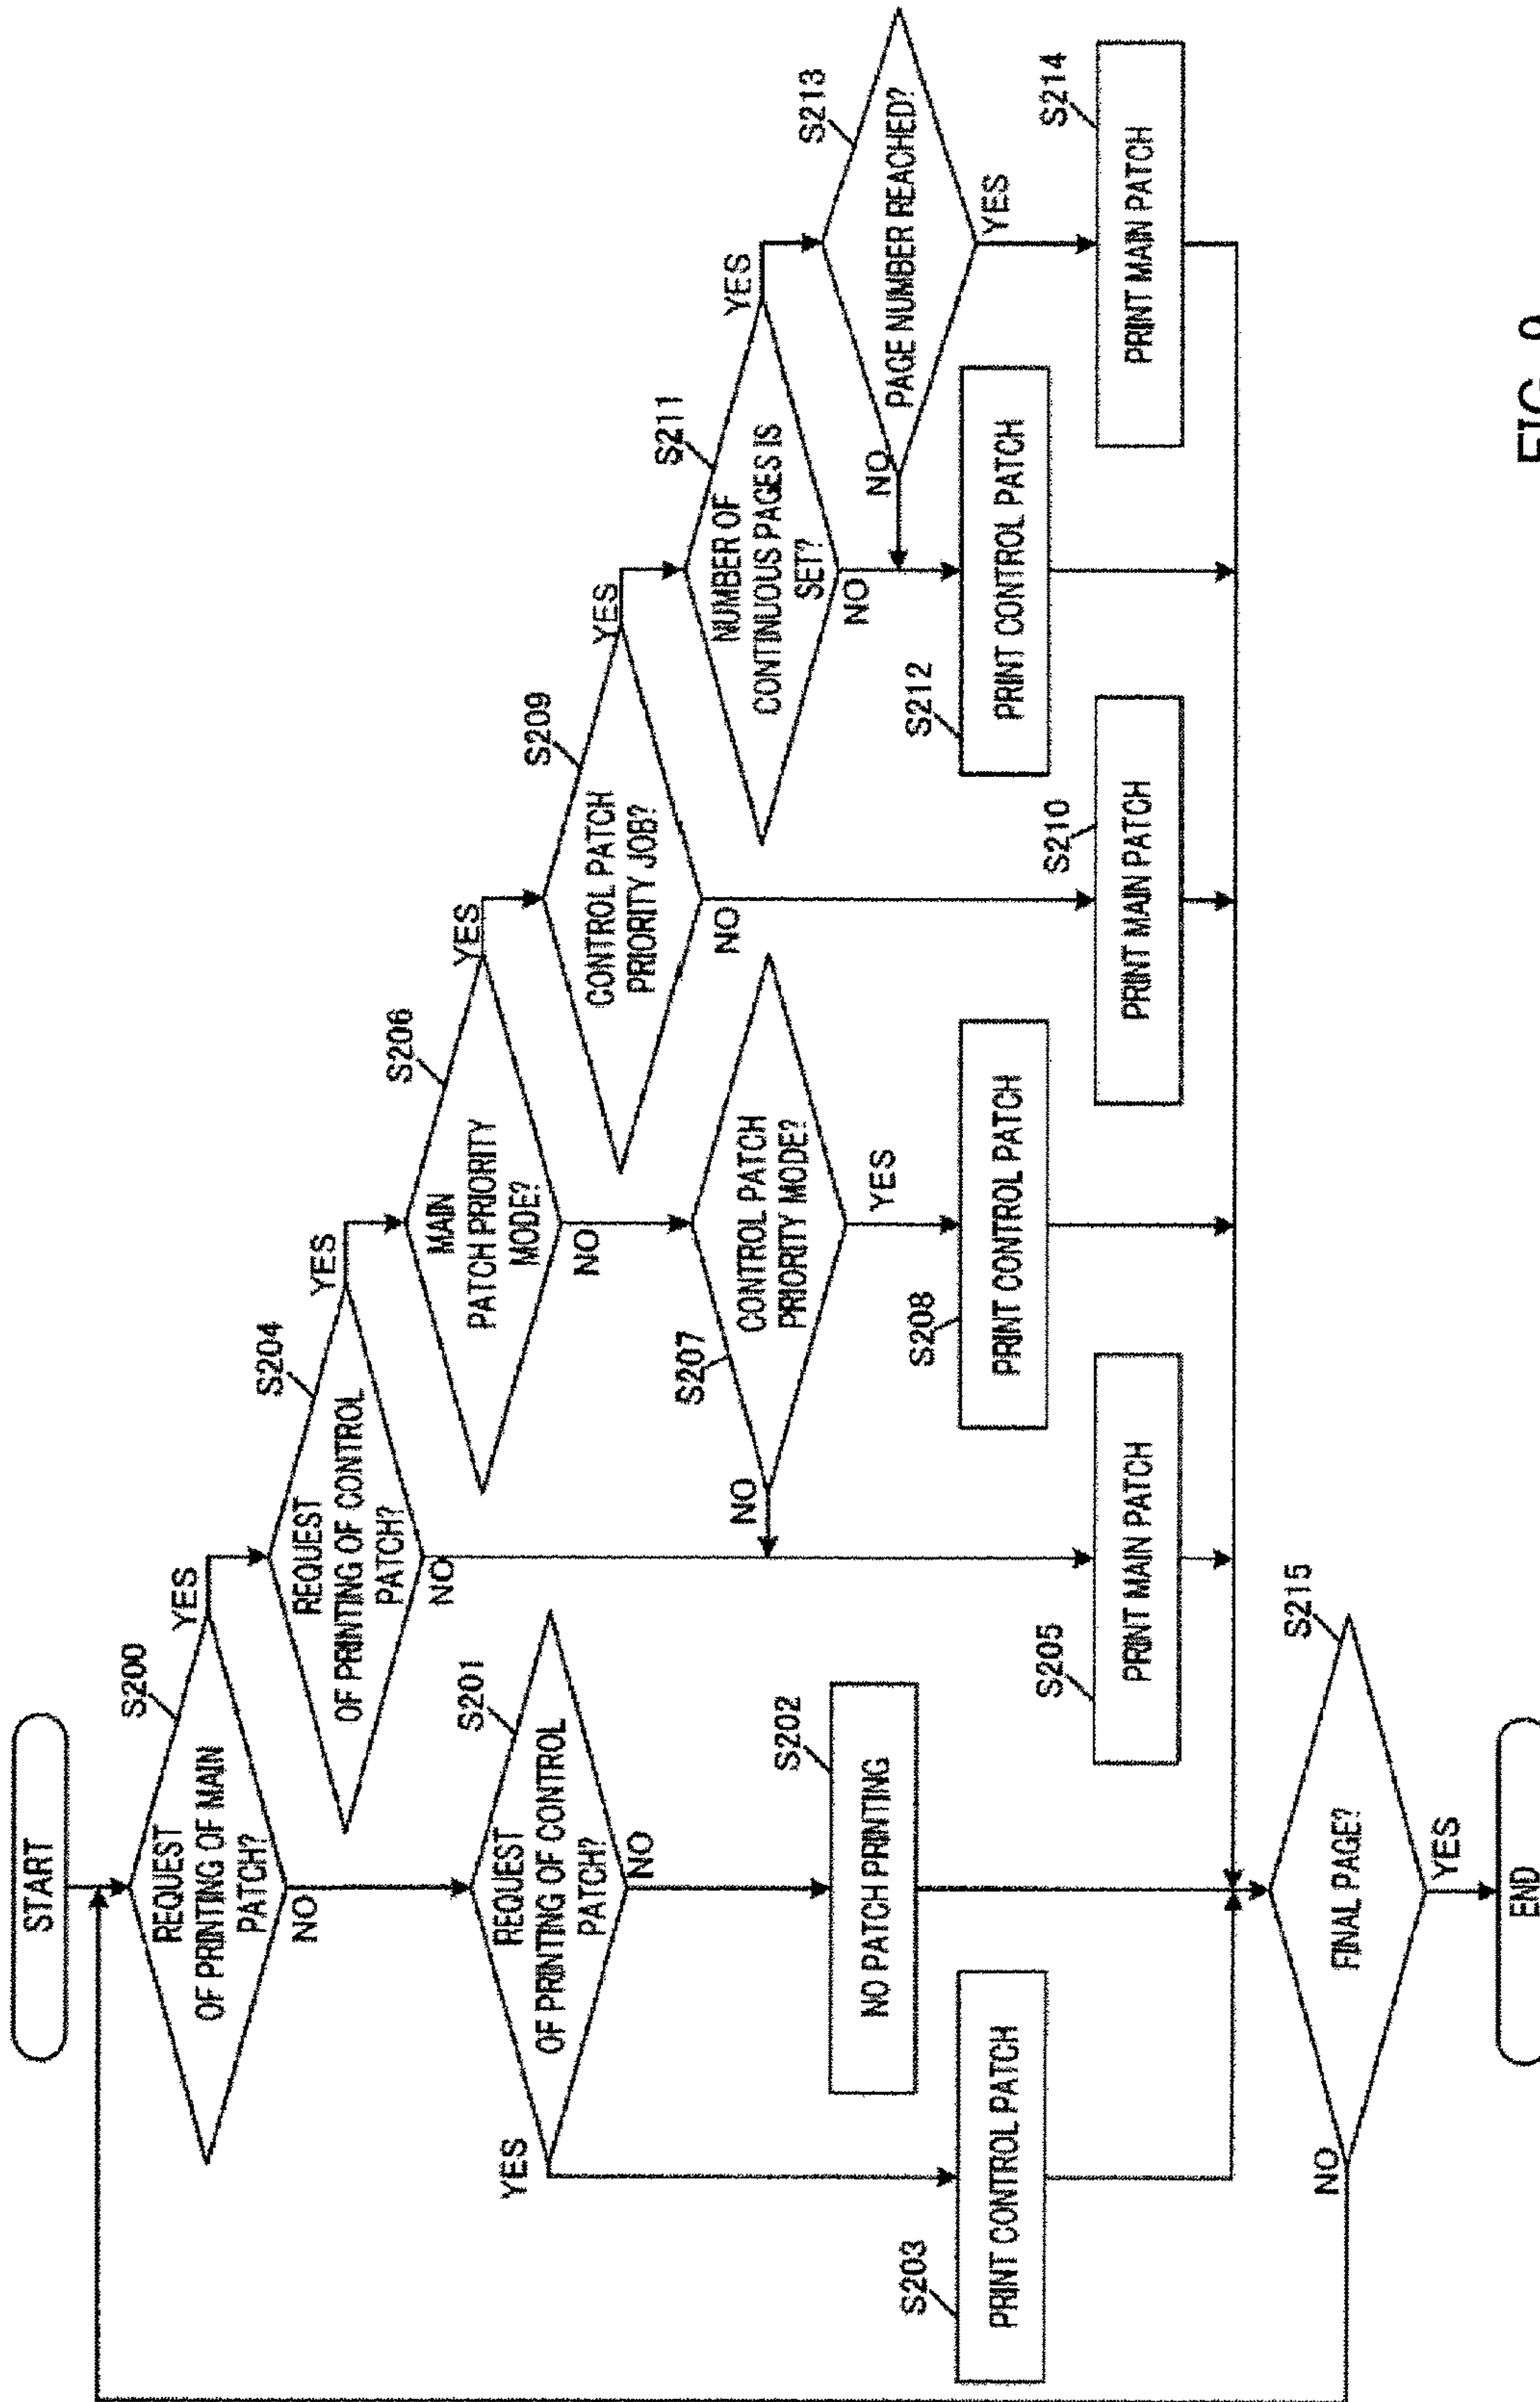 START
S200
REQUEST
OF PRINTING OF MAIN
PATCH?
YES
NO
S201
REQUEST
OF PRINTING OF CONTROL
PATCH?
YES
NO
S202
NO PATCH PRINTING
S203
PRINT CONTROL PATCH
S204
REQUEST
OF PRINTING OF CONTROL
PATCH?
YES
NO
S205
PRINT MAIN PATCH
S206
MAIN
PATCH PRIORITY
MODE?
YES
NO
S207
CONTROL PATCH
PRIORITY MODE?
NO
YES
S208
PRINT CONTROL PATCH
S209
CONTROL PATCH
PRIORITY JOB?
YES
NO
S210
PRINT MAIN PATCH
S211
NUMBER OF
CONTINUOUS PAGES IS
SET?
YES
NO
S212
PRINT CONTROL PATCH
S213
PAGE NUMBER REACHED?
NO
YES
S214
PRINT MAIN PATCH
S215
FINAL PAGE?
NO
YES
END
FIG. 9